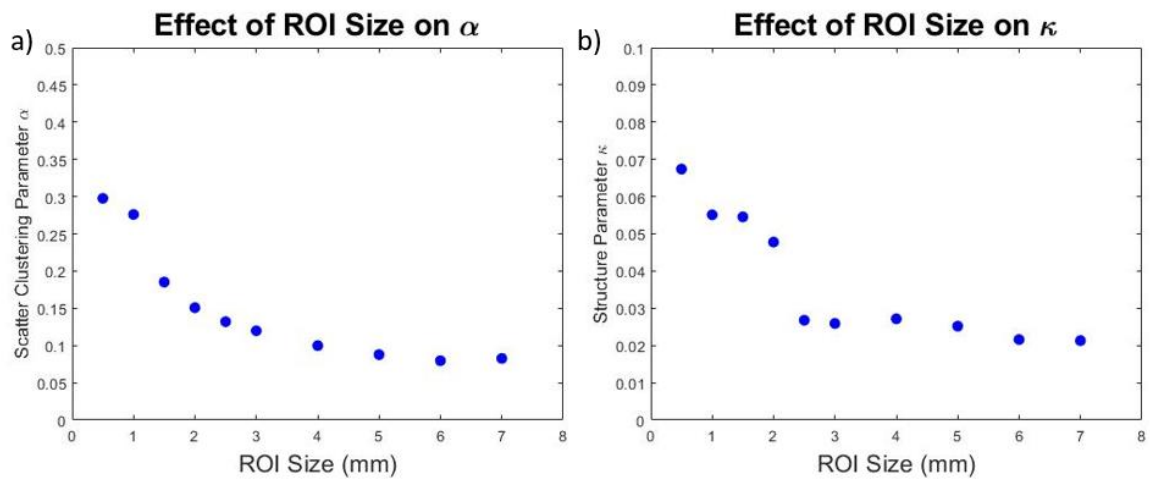 a)
Effect of ROI Size on α
Scatter Clustering Parameter α
0.5
0.45
0.4
0.35
0.3
0.25
0.2
0.15
0.1
0.05
0
0 1 2 3 4 5 6 7 8
ROI Size (mm)
b)
Effect of ROI Size on κ
Structure Parameter κ
0.1
0.09
0.08
0.07
0.06
0.05
0.04
0.03
0.02
0.01
0
0 1 2 3 4 5 6 7 8
ROI Size (mm)